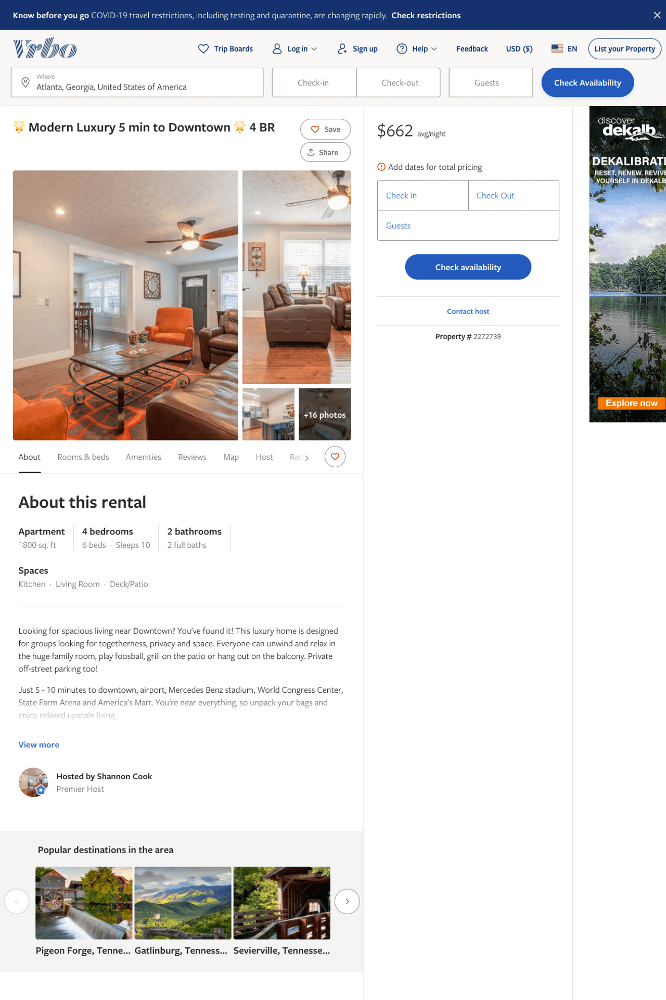 Know before you go COVID-19 travel restrictions, including testing and quarantine, are changing rapidly. Check restrictions
Vrbo
Trip Boards
Log in
Sign up
Help
Feedback
USD ($)
EN
List your Property
Where
Atlanta, Georgia, United States of America
Check-in
Check-out
Guests
Check Availability
🌟 Modern Luxury 5 min to Downtown 🌟 4 BR
Save
Share
+16 photos
$662 avg/night
Add dates for total pricing
Check In
Check Out
Guests
Check availability
Contact host
Property # 2272739
discover
dekalb
DEKALIBRATE
RESET. RENEW. REVIVE
YOURSELF IN DEKALB
Explore now
About
Rooms & beds
Amenities
Reviews
Map
Host
Rate
About this rental
Apartment
1800 sq. ft
4 bedrooms
6 beds · Sleeps 10
2 bathrooms
2 full baths
Spaces
Kitchen · Living Room · Deck/Patio
Looking for spacious living near Downtown? You've found it! This luxury home is designed
for groups looking for togetherness, privacy and space. Everyone can unwind and relax in
the huge family room, play foosball, grill on the patio or hang out on the balcony. Private
off-street parking too!
Just 5 - 10 minutes to downtown, airport, Mercedes Benz stadium, World Congress Center,
State Farm Arena and America's Mart. You're near everything, so unpack your bags and
enjoy relaxed upscale living.
View more
Hosted by Shannon Cook
Premier Host
Popular destinations in the area
Pigeon Forge, Tenne...
Gatlinburg, Tenness...
Sevierville, Tennesse...